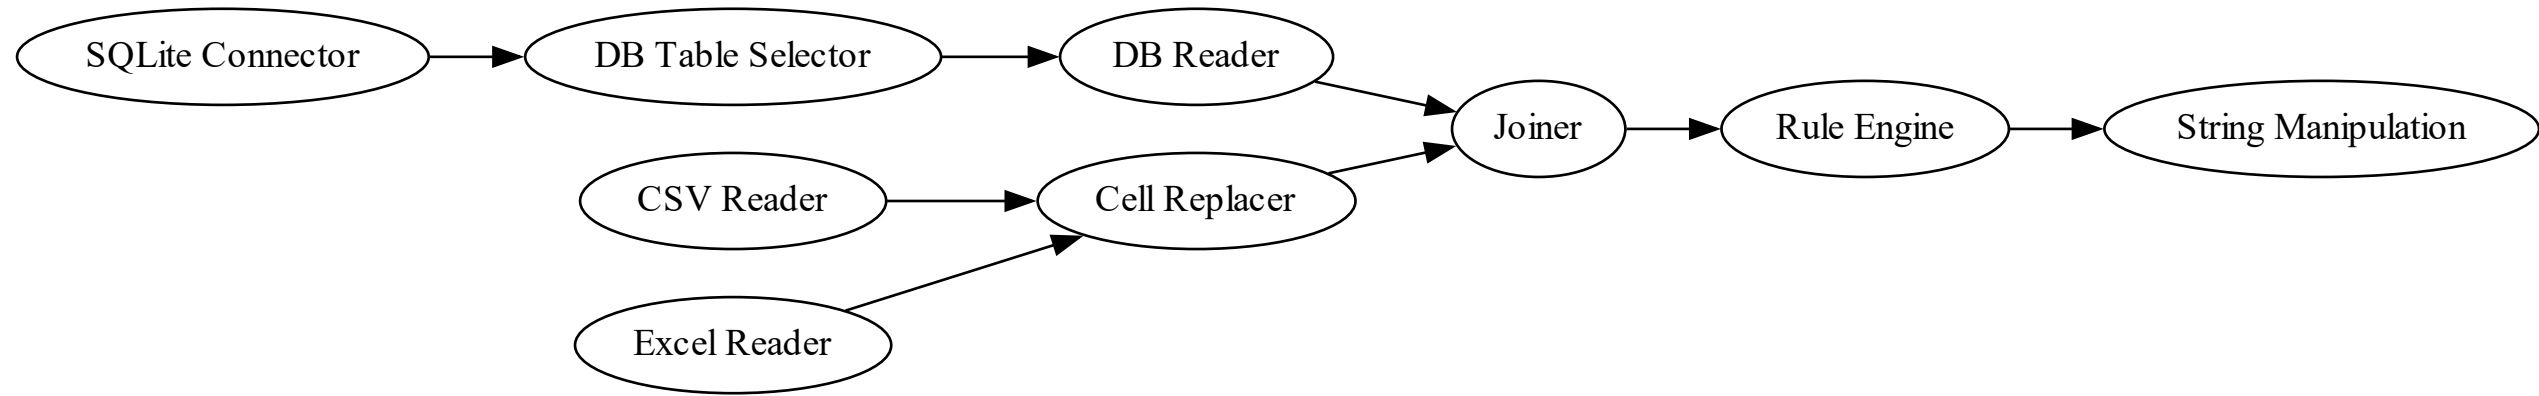 SQLite Connector
DB Table Selector
DB Reader
Joiner
Rule Engine
String Manipulation
CSV Reader
Cell Replacer
Excel Reader